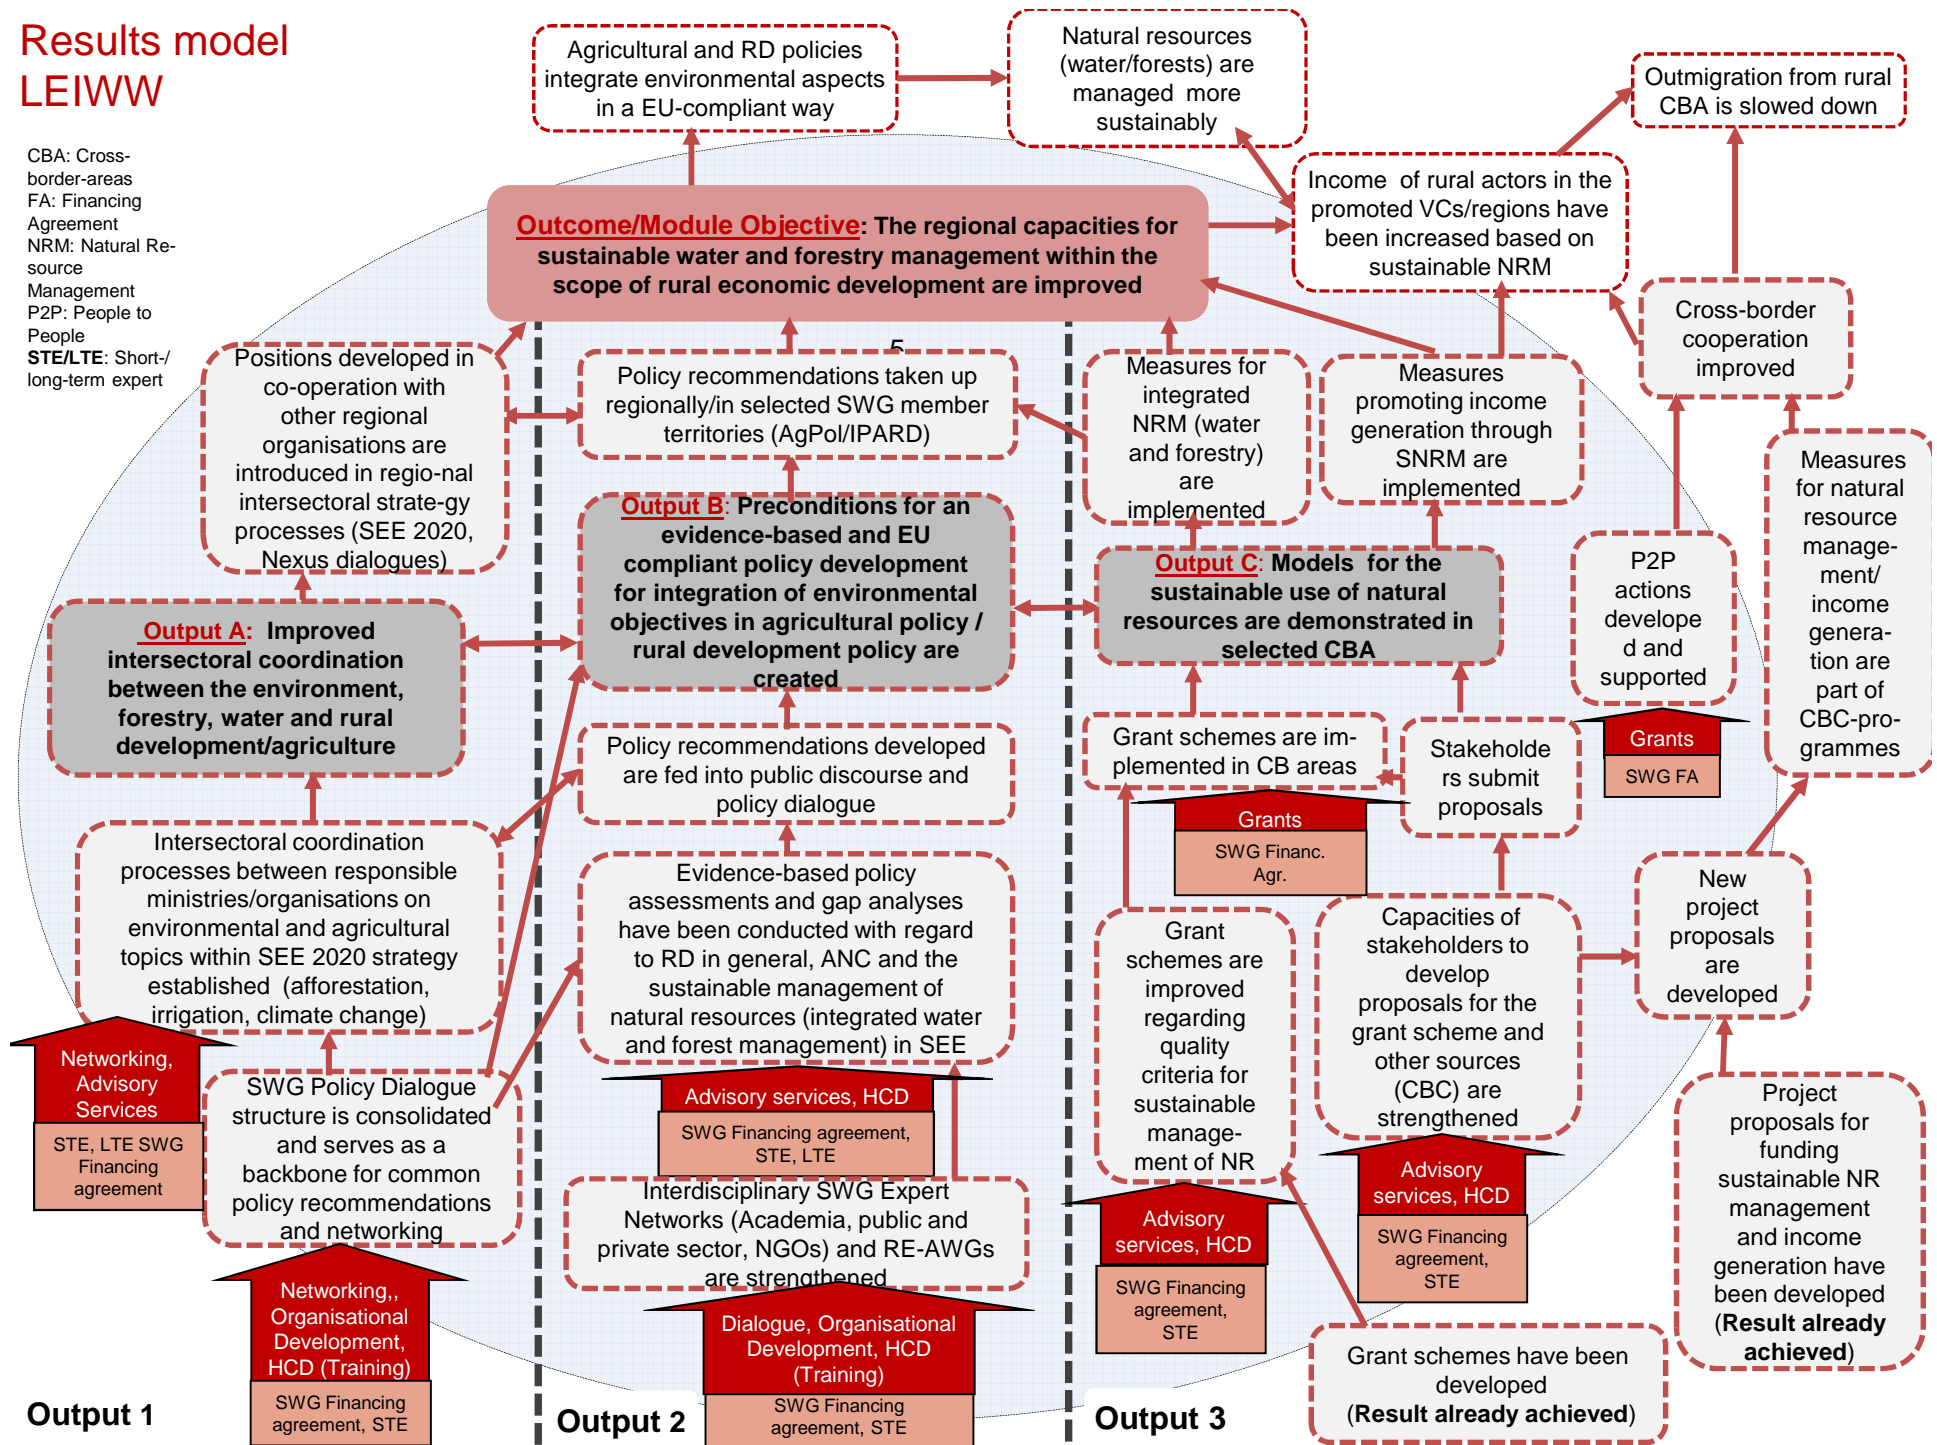 Results model
LEIWW
CBA: Cross-
border-areas
FA: Financing
Agreement
NRM: Natural Re-
source
Management
P2P: People to
People
STE/LTE: Short-/
long-term expert
Agricultural and RD policies
integrate environmental aspects
in a EU-compliant way
Natural resources
(water/forests) are
managed more
sustainably
Outmigration from rural
CBA is slowed down
Income of rural actors in the
promoted VCs/regions have
been increased based on
sustainable NRM
Outcome/Module Objective: The regional capacities for
sustainable water and forestry management within the
scope of rural economic development are improved
Cross-border
cooperation
improved
5
Positions developed in
co-operation with
other regional
organisations are
introduced in regio-nal
intersectoral strate-gy
processes (SEE 2020,
Nexus dialogues)
Policy recommendations taken up
regionally/in selected SWG member
territories (AgPol/IPARD)
Measures for
integrated
NRM (water
and forestry)
are
implemented
Measures
promoting income
generation through
SNRM are
implemented
Measures
for natural
resource
manage-
ment/
income
genera-
tion are
part of
CBC-pro-
grammes
Output A: Improved
intersectoral coordination
between the environment,
forestry, water and rural
development/agriculture
Output B: Preconditions for an
evidence-based and EU
compliant policy development
for integration of environmental
objectives in agricultural policy /
rural development policy are
created
Output C: Models for the
sustainable use of natural
resources are demonstrated in
selected CBA
P2P
actions
develope
d and
supported
Grants
SWG FA
Policy recommendations developed
are fed into public discourse and
policy dialogue
Grant schemes are im-
plemented in CB areas
Stakeholde
rs submit
proposals
Grants
SWG Financ.
Agr.
Intersectoral coordination
processes between responsible
ministries/organisations on
environmental and agricultural
topics within SEE 2020 strategy
established (afforestation,
irrigation, climate change)
Evidence-based policy
assessments and gap analyses
have been conducted with regard
to RD in general, ANC and the
sustainable management of
natural resources (integrated water
and forest management) in SEE
Grant
schemes are
improved
regarding
quality
criteria for
sustainable
manage-
ment of NR
Capacities of
stakeholders to
develop
proposals for the
grant scheme and
other sources
(CBC) are
strengthened
New
project
proposals
are
developed
Networking,
Advisory
Services
STE, LTE SWG
Financing
agreement
SWG Policy Dialogue
structure is consolidated
and serves as a
backbone for common
policy recommendations
and networking
Advisory services, HCD
SWG Financing agreement,
STE, LTE
Interdisciplinary SWG Expert
Networks (Academia, public and
private sector, NGOs) and RE-AWGs
are strengthened
Advisory
services, HCD
SWG Financing
agreement,
STE
Advisory
services, HCD
SWG Financing
agreement,
STE
Project
proposals for
funding
sustainable NR
management
and income
generation have
been developed
(Result already
achieved)
Networking,,
Organisational
Development,
HCD (Training)
SWG Financing
agreement, STE
Dialogue, Organisational
Development, HCD
(Training)
SWG Financing
agreement, STE
Grant schemes have been
developed
(Result already achieved)
Output 1
Output 2
Output 3